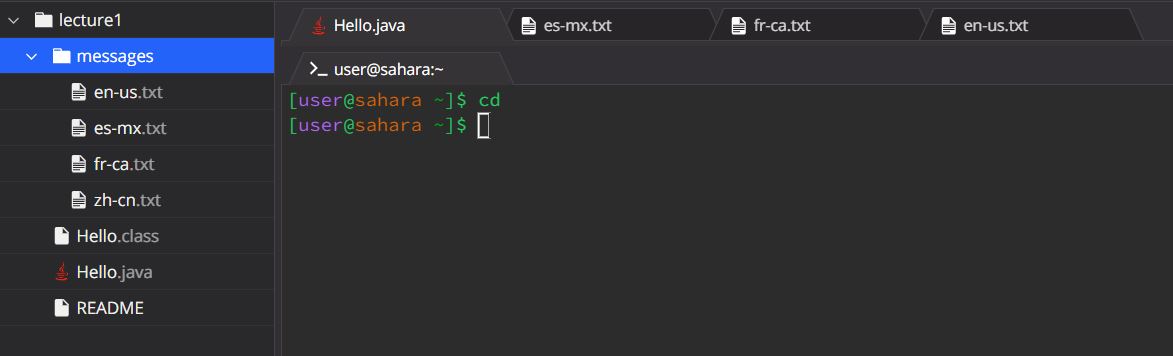 lecture1
messages
en-us.txt
es-mx.txt
fr-ca.txt
zh-cn.txt
Hello.class
Hello.java
README
Hello.java es-mx.txt fr-ca.txt en-us.txt
>_ user@sahara:~
[user@sahara ~]$ cd
[user@sahara ~]$